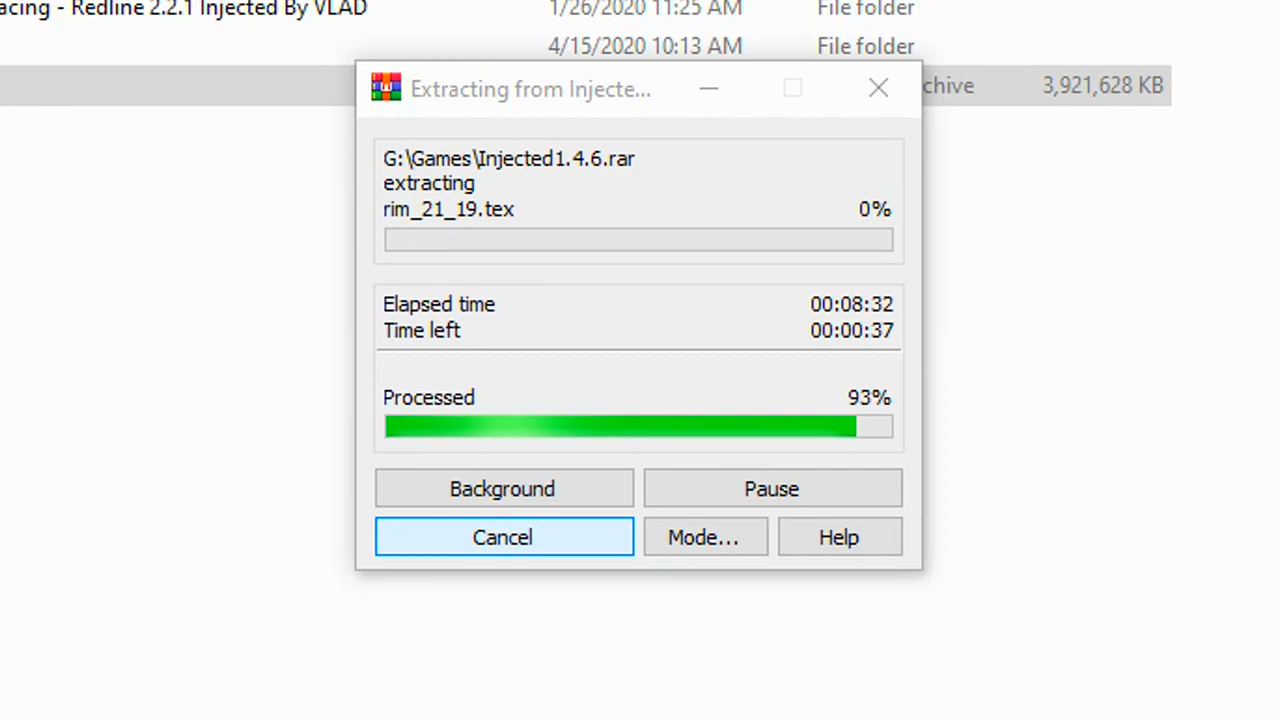 acing - Redline 2.2.1 Injected By VLAD 1/26/2020 11:25 AM File folder
4/15/2020 10:13 AM File folder
chive 3,921,628 KB
Extracting from Injecte...
G:\Games\Injected1.4.6.rar
extracting
rim_21_19.tex 0%
Elapsed time 00:08:32
Time left 00:00:37
Processed 93%
Background Pause
Cancel Mode... Help